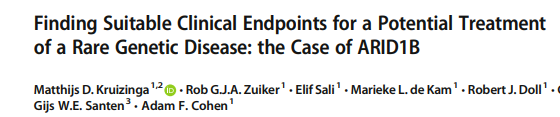 Finding Suitable Clinical Endpoints for a Potential Treatment
of a Rare Genetic Disease: the Case of ARID1B
Matthijs D. Kruizinga 1,2 · Rob G.J.A. Zuiker 1 · Elif Sali 1 · Marieke L. de Kam 1 · Robert J. Doll 1 ·
Gijs W.E. Santen 3 · Adam F. Cohen 1